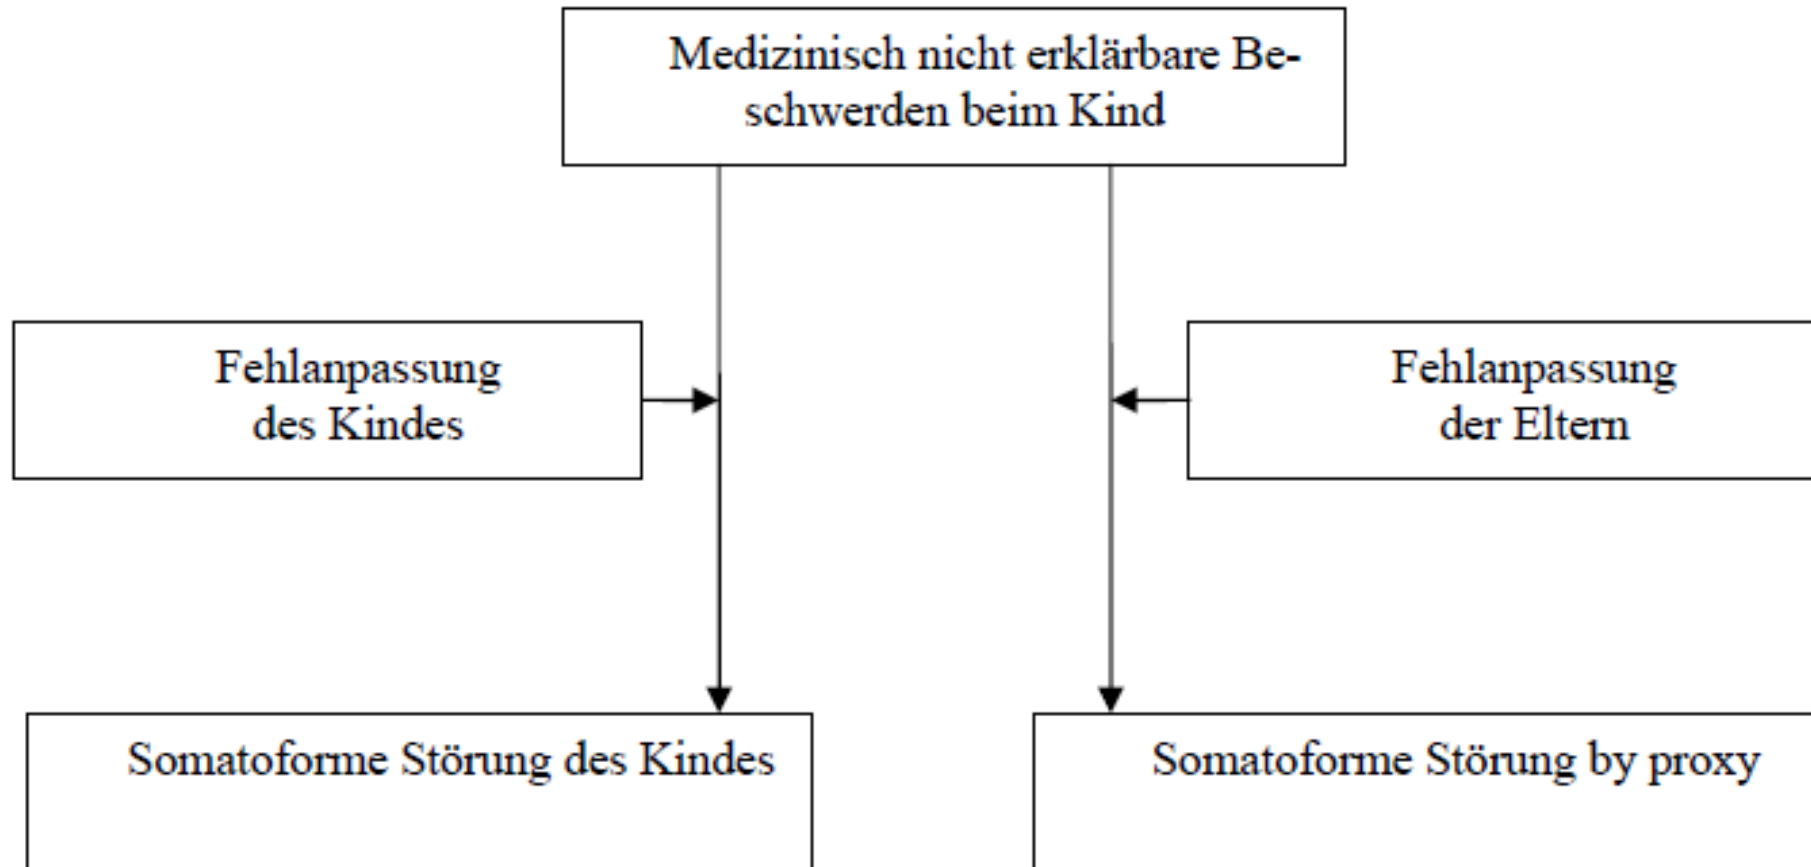 Medizinisch nicht erklärbare Be-
schwerden beim Kind
Fehlanpassung
des Kindes
Fehlanpassung
der Eltern
Somatoforme Störung des Kindes
Somatoforme Störung by proxy